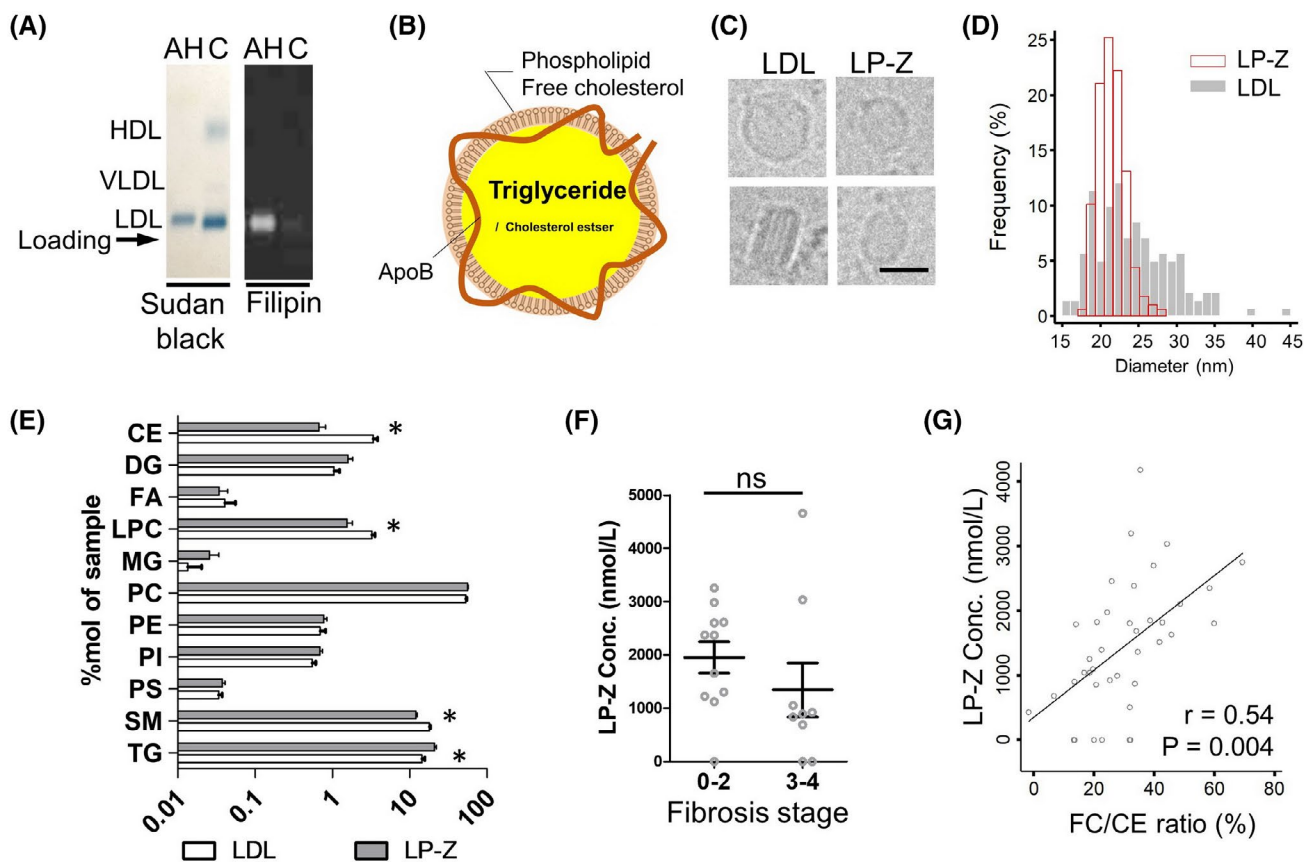 (A)
AH C AH C
HDL
VLDL
LDL
Loading
Sudan
black
Filipin
(B)
Phospholipid
Free cholesterol
Triglyceride
/ Cholesterol estser
ApoB
(C)
LDL LP-Z
(D)
Frequency (%)
25
20
15
10
5
0
15 20 25 30 35 40 45
Diameter (nm)
LP-Z
LDL
(E)
%mol of sample
CE *
DG
FA
LPC *
MG
PC
PE
PI
PS
SM *
TG *
0.01 0.1 1 10 100
LDL LP-Z
(F)
ns
LP-Z Conc. (nmol/L)
5000
4000
3000
2000
1000
0
0-2 3-4
Fibrosis stage
(G)
LP-Z Conc. (nmol/L)
4000
3000
2000
1000
0
r = 0.54
P = 0.004
0 20 40 60 80
FC/CE ratio (%)